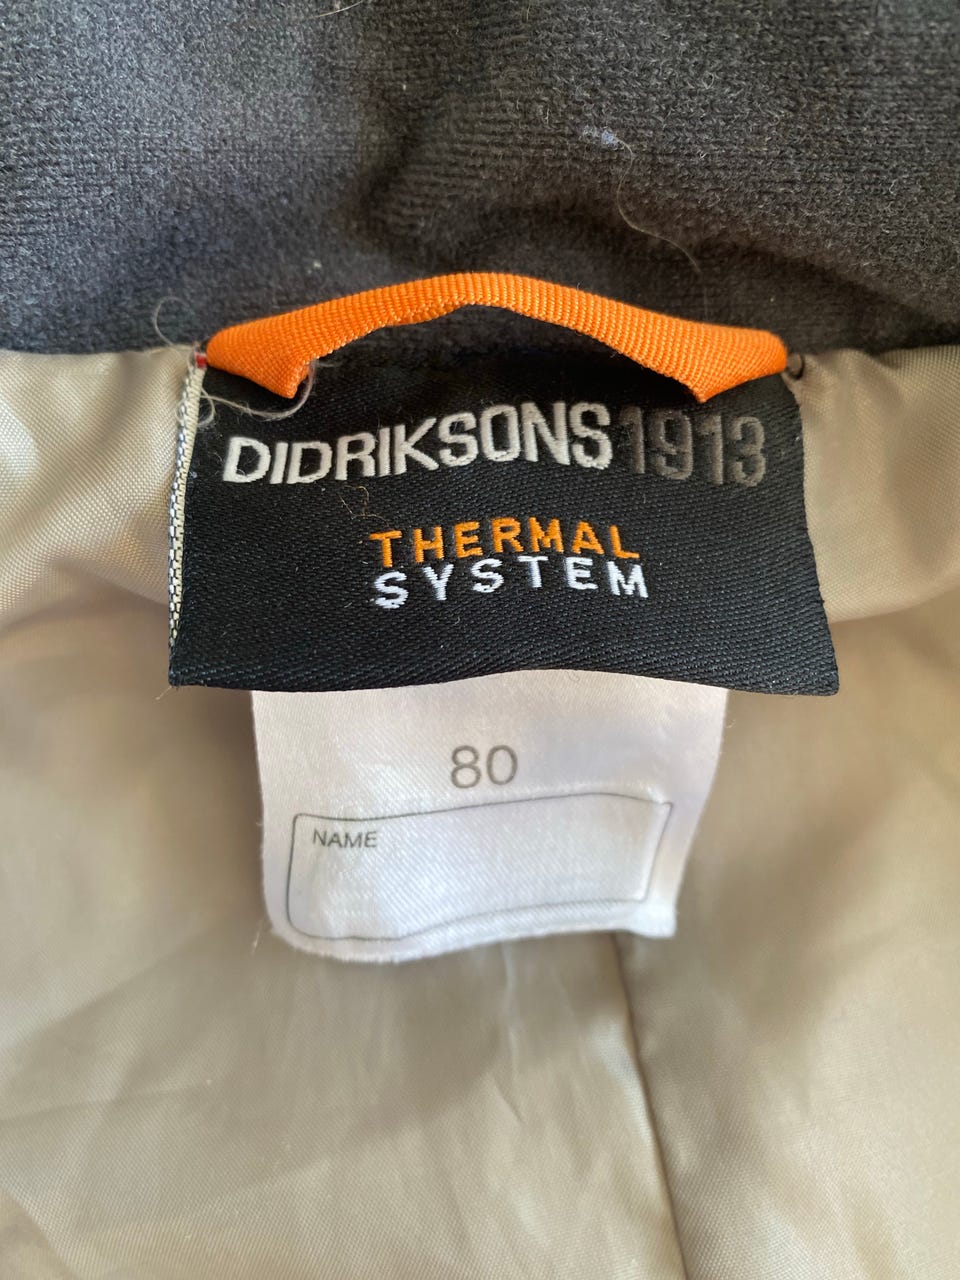 DIDRIKSONS1913
THERMAL
SYSTEM
80
NAME